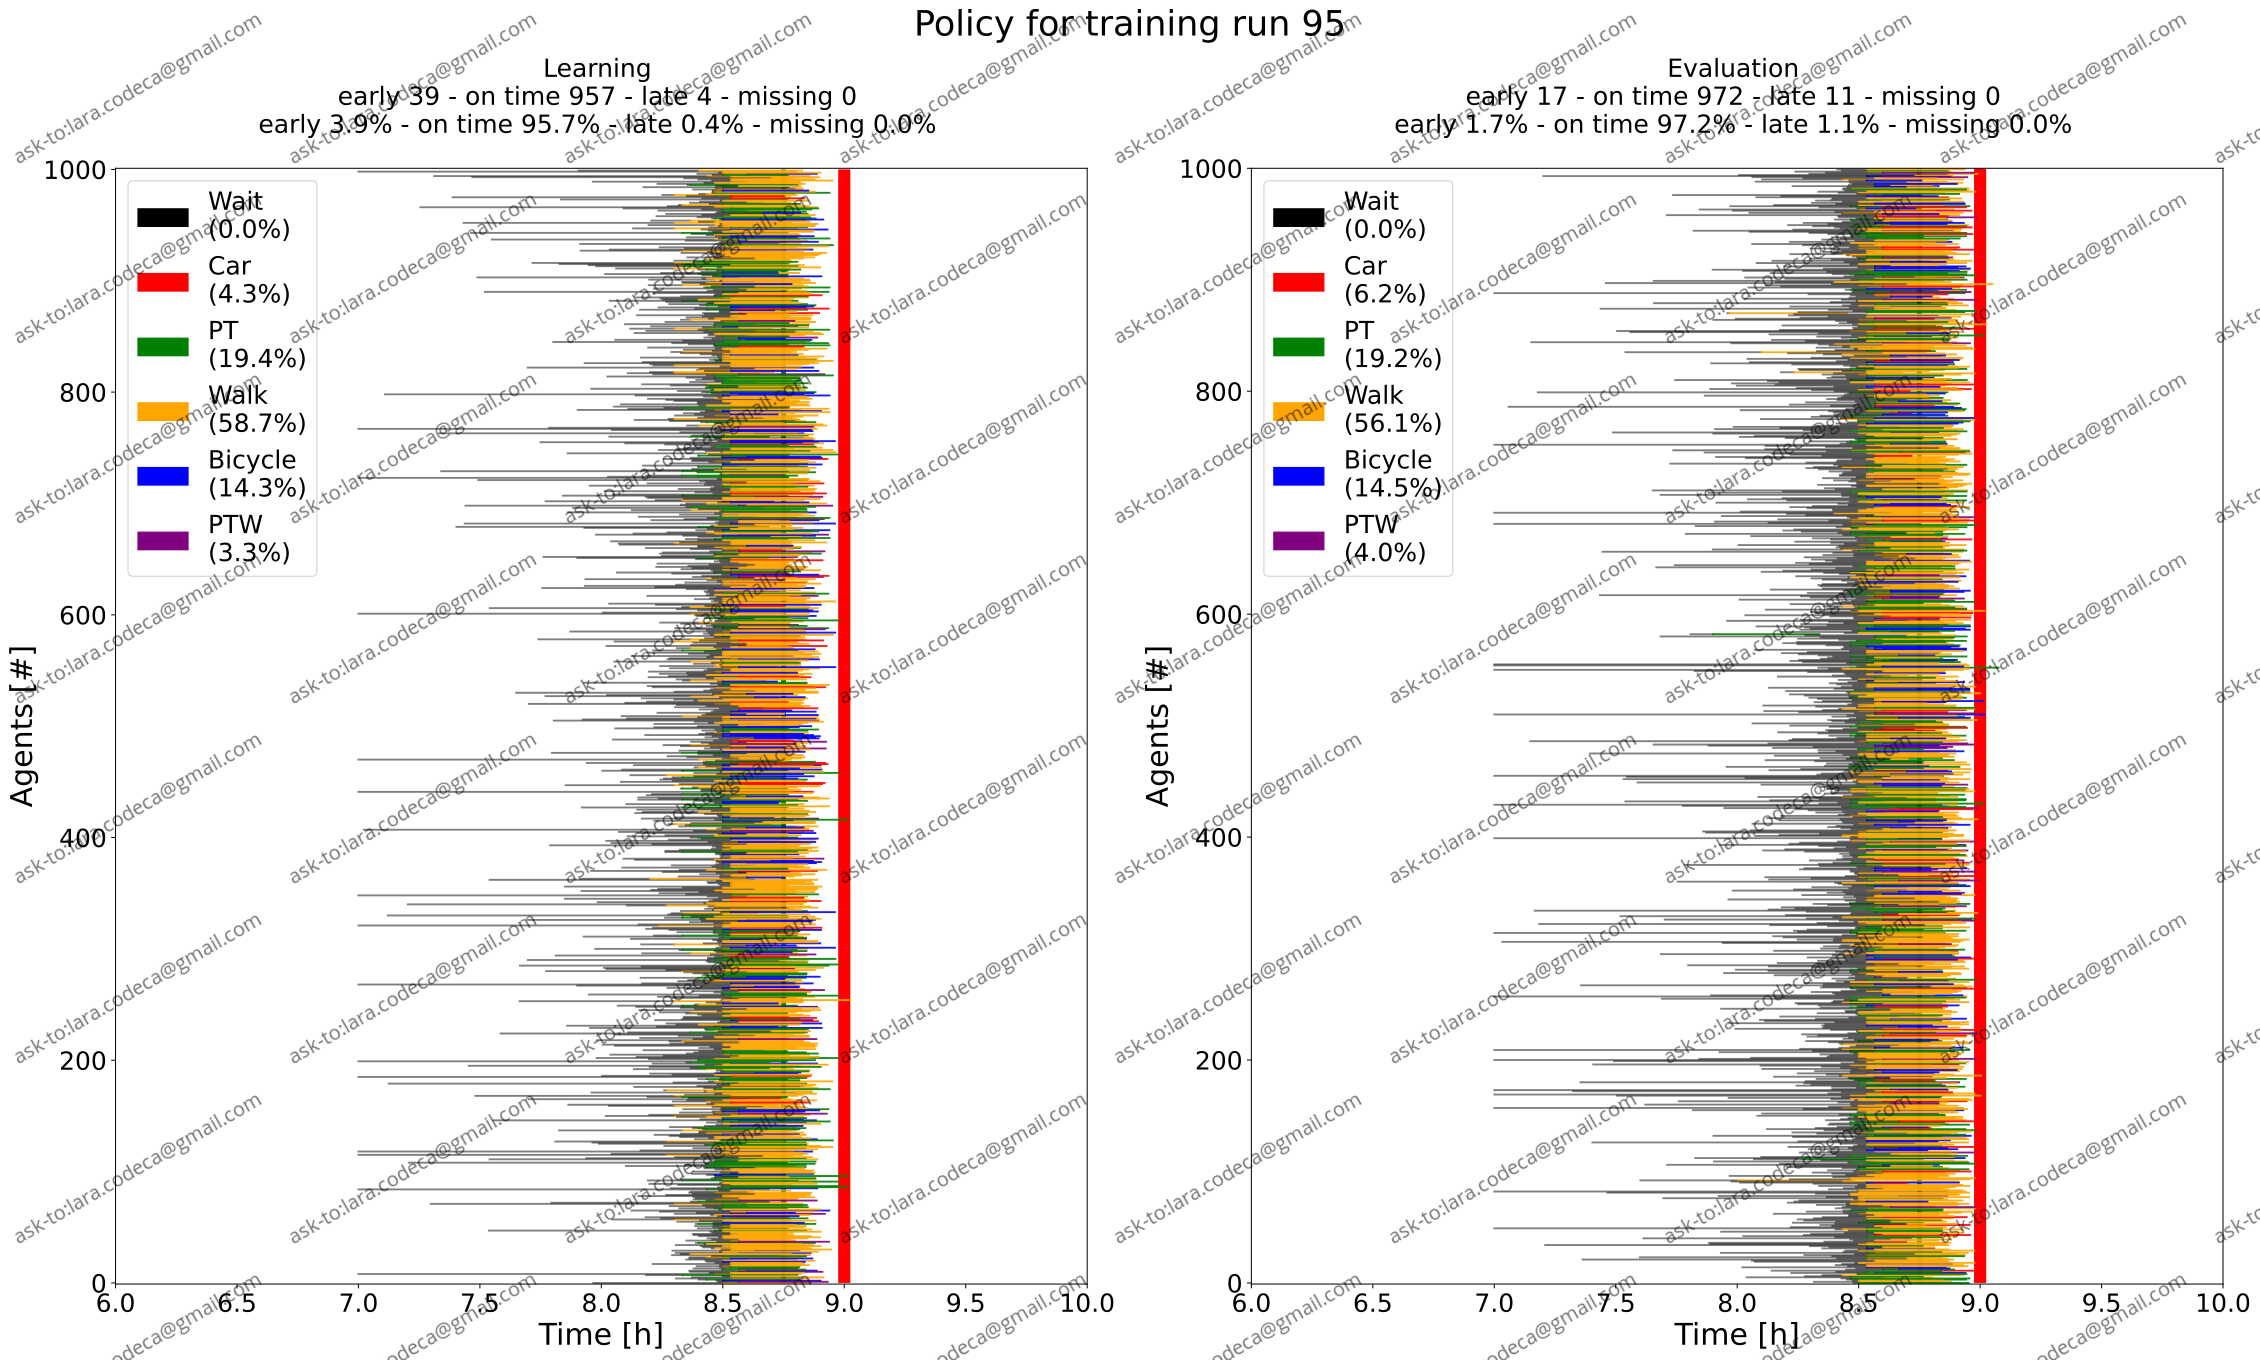 Policy for training run 95
Learning
early 39 - on time 957 - late 4 - missing 0
early 3.9% - on time 95.7% - late 0.4% - missing 0.0%
Agents [#]
1000
800
600
400
200
0
Wait
(0.0%)
Car
(4.3%)
PT
(19.4%)
Walk
(58.7%)
Bicycle
(14.3%)
PTW
(3.3%)
6.0 6.5 7.0 7.5 8.0 8.5 9.0 9.5 10.0
Time [h]
Evaluation
early 17 - on time 972 - late 11 - missing 0
early 1.7% - on time 97.2% - late 1.1% - missing 0.0%
Agents [#]
1000
800
600
400
200
0
Wait
(0.0%)
Car
(6.2%)
PT
(19.2%)
Walk
(56.1%)
Bicycle
(14.5%)
PTW
(4.0%)
6.0 6.5 7.0 7.5 8.0 8.5 9.0 9.5 10.0
Time [h]
ask-to:lara.codeca@gmail.com